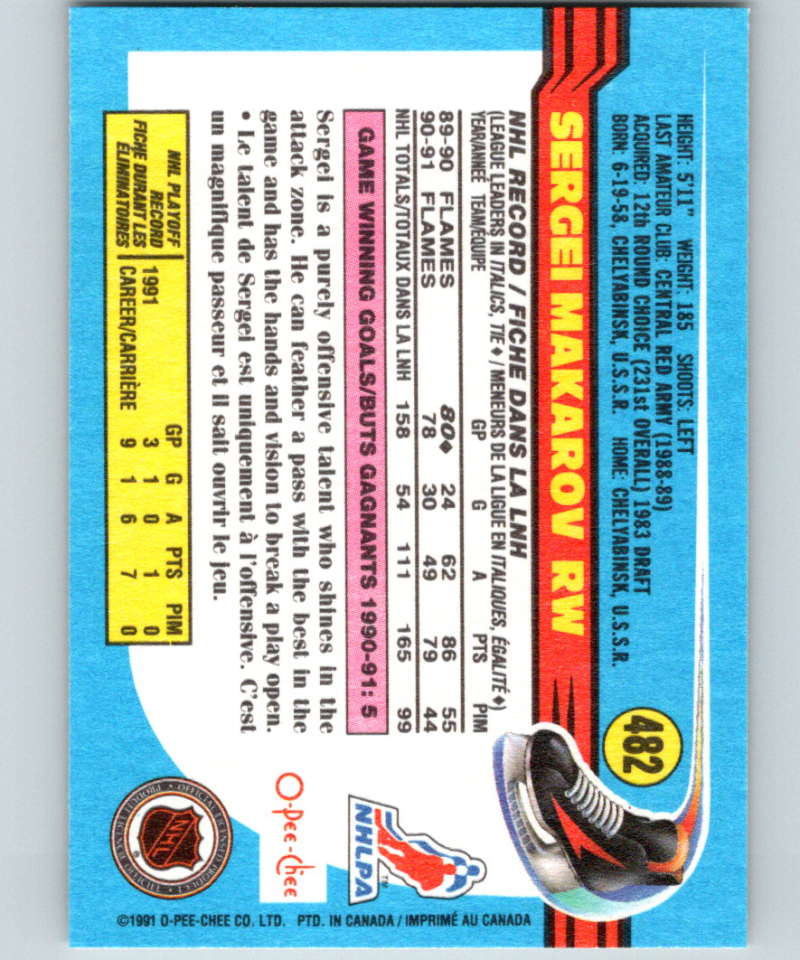 482
HEIGHT: 5'11" WEIGHT: 185 SHOOTS: LEFT
LAST AMATEUR CLUB: CENTRAL RED ARMY (1988-89)
ACQUIRED: 12th ROUND CHOICE (231st OVERALL) 1983 DRAFT
BORN: 6-19-58, CHELYABINSK, U.S.S.R. HOME: CHELYABINSK, U.S.S.R.
SERGEI MAKAROV RW
NHL RECORD / FICHE DANS LA LNH
(LEAGUE LEADERS IN ITALICS, TIE ♦ / MENEURS DE LA LIGUE EN ITALIQUES, ÉGALITÉ ♦)
YEAR/ANNÉE TEAM/ÉQUIPE GP G A PTS PIM
89-90 FLAMES 80♦ 24 62 86 55
90-91 FLAMES 78 30 49 79 44
NHL TOTALS/TOTAUX DANS LA LNH 158 54 111 165 99
GAME WINNING GOALS/BUTS GAGNANTS 1990-91: 5
Sergei is a purely offensive talent who shines in the
attack zone. He can feather a pass with the best in the
game and has the hands and vision to break a play open.
• Le talent de Sergei est uniquement à l'offensive. C'est
un magnifique passeur et il sait ouvrir le jeu.
NHL PLAYOFF
RECORD
FICHE DURANT LES
ÉLIMINATOIRES
GP G A PTS PIM
1991 3 1 0 1 0
CAREER/CARRIÈRE 9 1 6 7 0
NHLPA
TM
O-Pee-Chee
NHL
OFFICIAL LICENSED PRODUCT • PRODUIT LICENCIÉ OFFICIEL •
©1991 O-PEE-CHEE CO. LTD. PTD. IN CANADA / IMPRIMÉ AU CANADA